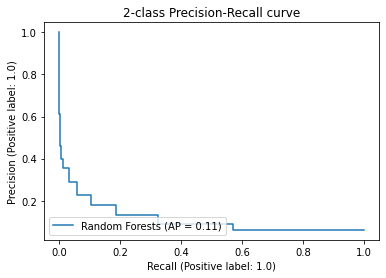 2-class Precision-Recall curve
1.0
0.8
0.6
0.4
0.2
Precision (Positive label: 1.0)
Random Forests (AP = 0.11)
0.0 0.2 0.4 0.6 0.8 1.0
Recall (Positive label: 1.0)